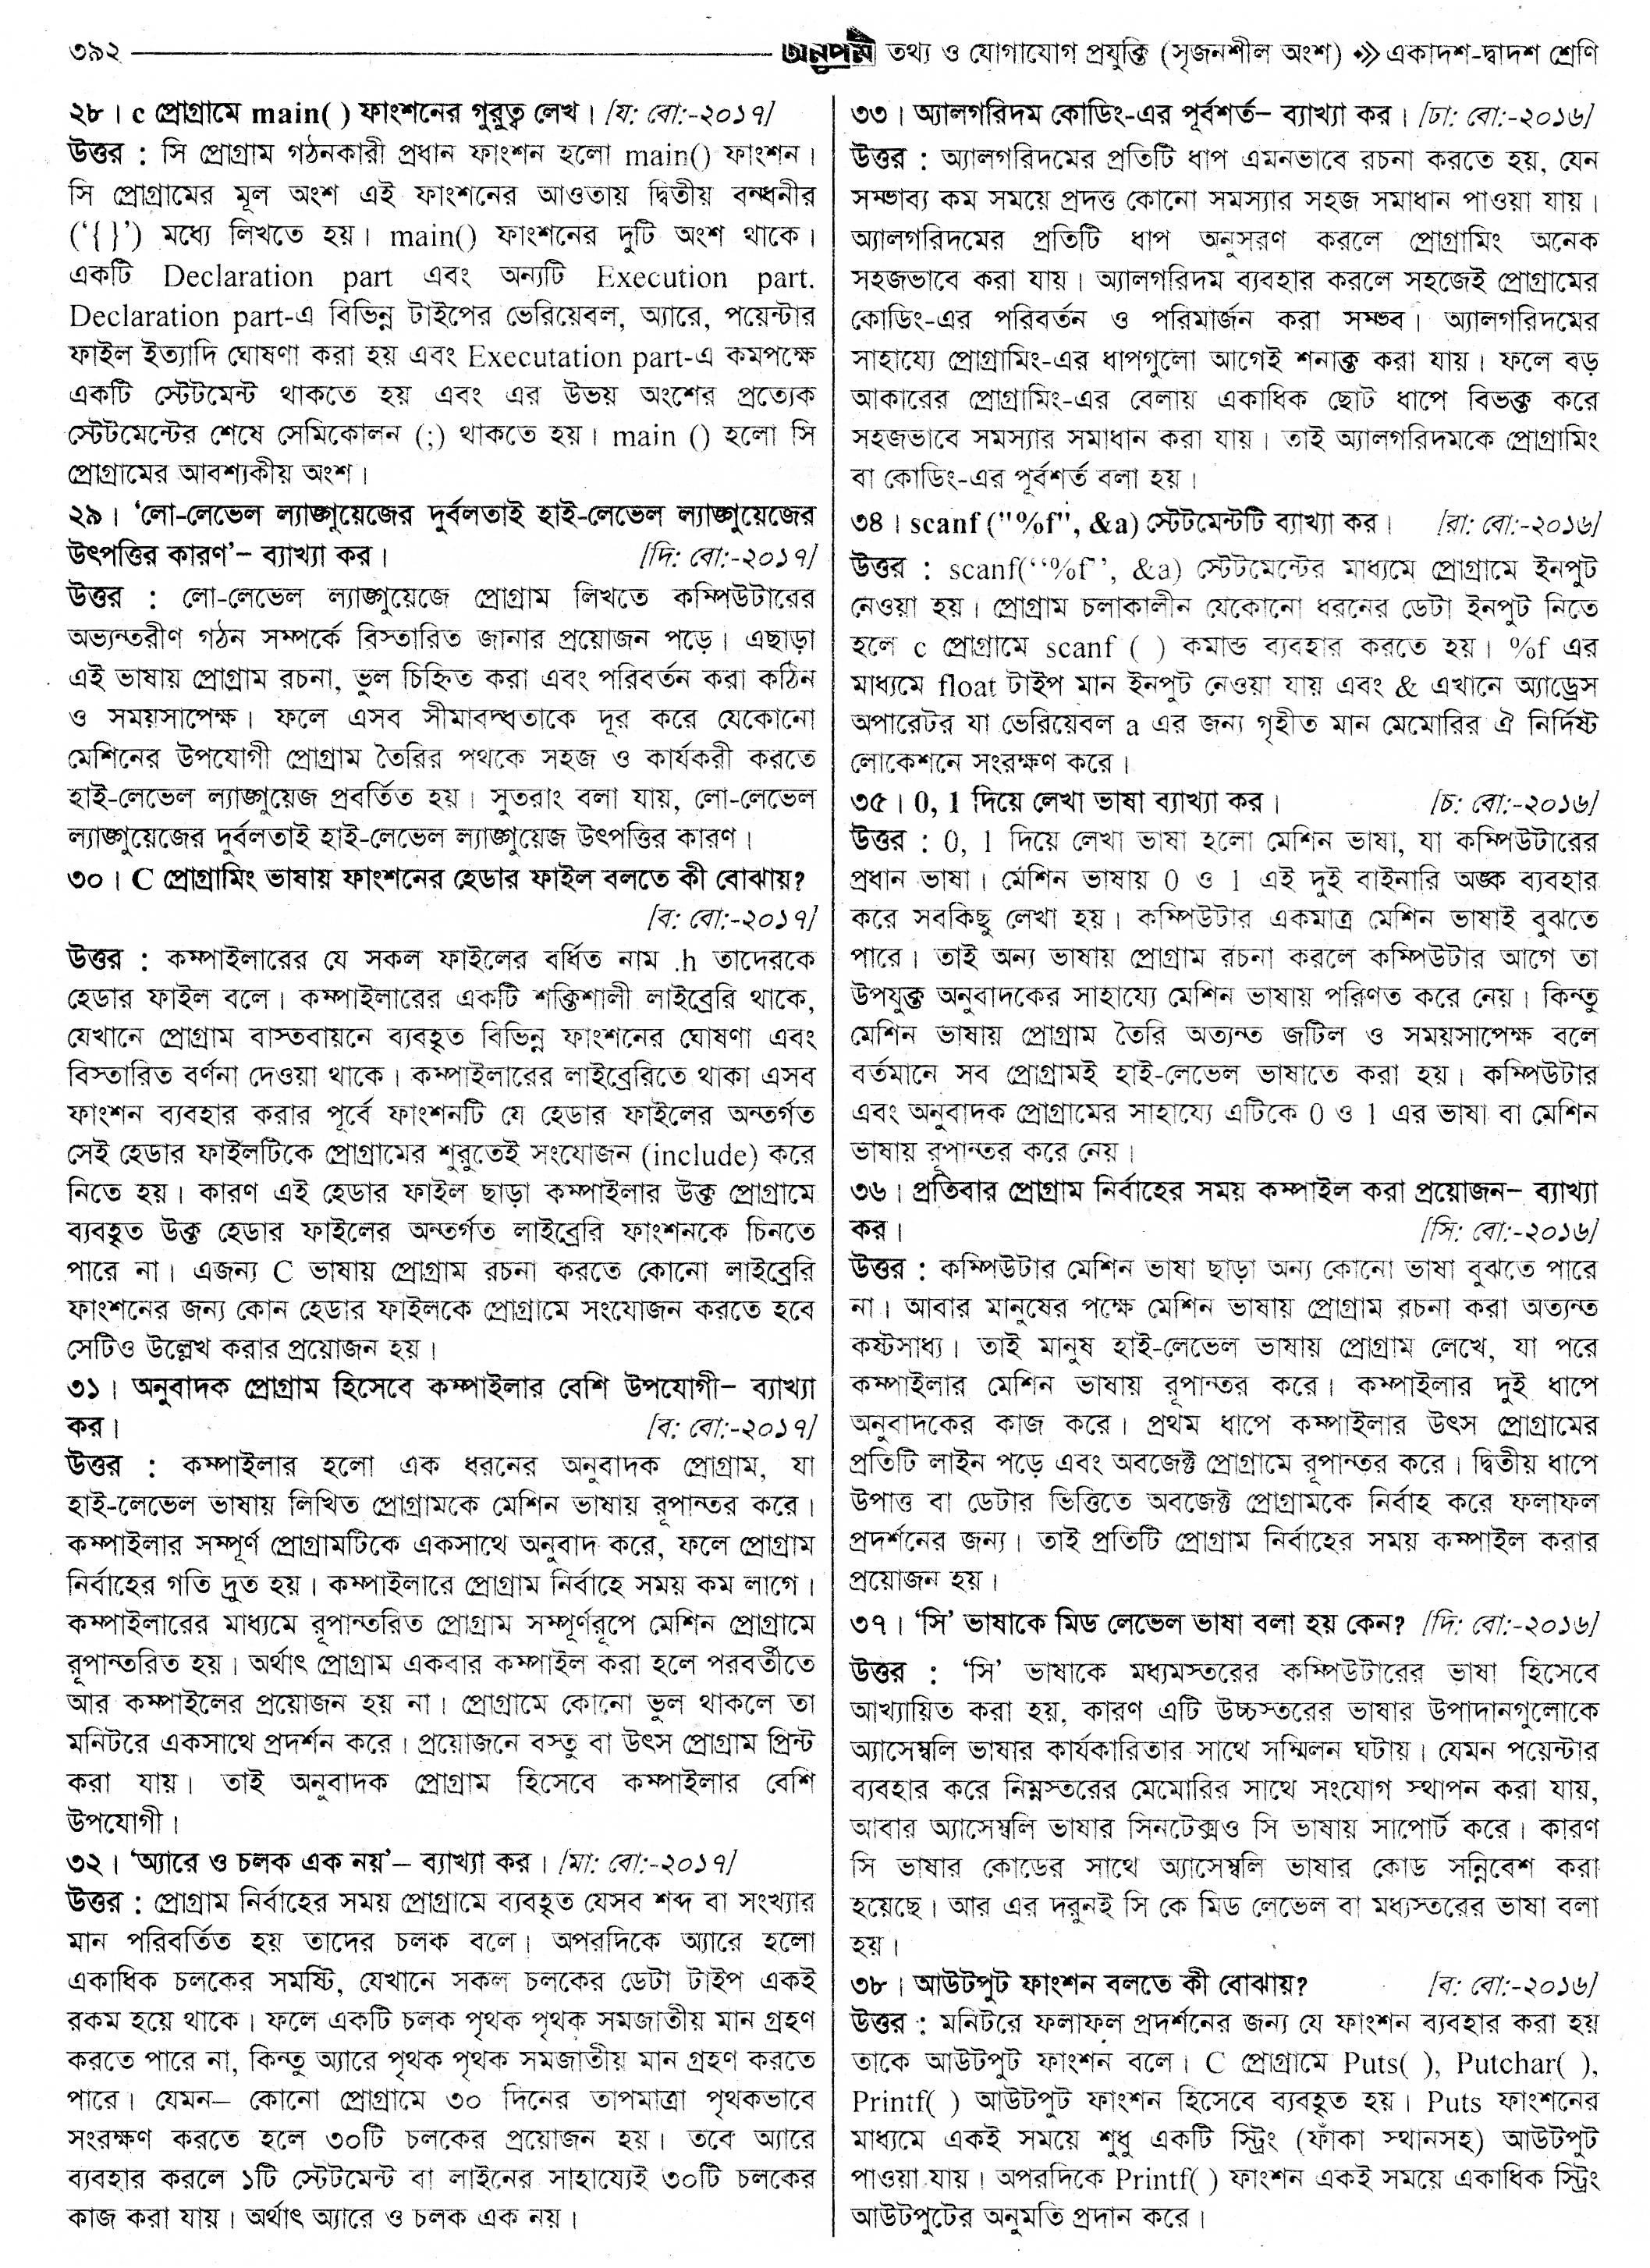 ৩৯২
অনুপম তথ্য ও যোগাযোগ প্রযুক্তি (সৃজনশীল অংশ) একাদশ-দ্বাদশ শ্রেণি
২৮। c প্রোগ্রামে main( ) ফাংশনের গুরুত্ব লেখ। [য: বো:-২০১৭]
উত্তর : সি প্রোগ্রাম গঠনকারী প্রধান ফাংশন হলো main() ফাংশন।
সি প্রোগ্রামের মূল অংশ এই ফাংশনের আওতায় দ্বিতীয় বন্ধনীর
(‘{ }’) মধ্যে লিখতে হয়। main() ফাংশনের দুটি অংশ থাকে।
একটি Declaration part এবং অন্যটি Execution part.
Declaration part-এ বিভিন্ন টাইপের ভেরিয়েবল, অ্যারে, পয়েন্টার
ফাইল ইত্যাদি ঘোষণা করা হয় এবং Executation part-এ কমপক্ষে
একটি স্টেটমেন্ট থাকতে হয় এবং এর উভয় অংশের প্রত্যেক
স্টেটমেন্টের শেষে সেমিকোলন (;) থাকতে হয়। main () হলো সি
প্রোগ্রামের আবশ্যকীয় অংশ।
২৯। ‘লো-লেভেল ল্যাঙ্গুয়েজের দুর্বলতাই হাই-লেভেল ল্যাঙ্গুয়েজের
উৎপত্তির কারণ’– ব্যাখ্যা কর। [দি: বো:-২০১৭]
উত্তর : লো-লেভেল ল্যাঙ্গুয়েজে প্রোগ্রাম লিখতে কম্পিউটারের
অভ্যন্তরীণ গঠন সম্পর্কে বিস্তারিত জানার প্রয়োজন পড়ে। এছাড়া
এই ভাষায় প্রোগ্রাম রচনা, ভুল চিহ্নিত করা এবং পরিবর্তন করা কঠিন
ও সময়সাপেক্ষ। ফলে এসব সীমাবদ্ধতাকে দূর করে যেকোনো
মেশিনের উপযোগী প্রোগ্রাম তৈরির পথকে সহজ ও কার্যকরী করতে
হাই-লেভেল ল্যাঙ্গুয়েজ প্রবর্তিত হয়। সুতরাং বলা যায়, লো-লেভেল
ল্যাঙ্গুয়েজের দুর্বলতাই হাই-লেভেল ল্যাঙ্গুয়েজ উৎপত্তির কারণ।
৩০। C প্রোগ্রামিং ভাষায় ফাংশনের হেডার ফাইল বলতে কী বোঝায়?
[ব: বো:-২০১৭]
উত্তর : কম্পাইলারের যে সকল ফাইলের বর্ধিত নাম .h তাদেরকে
হেডার ফাইল বলে। কম্পাইলারের একটি শক্তিশালী লাইব্রেরি থাকে,
যেখানে প্রোগ্রাম বাস্তবায়নে ব্যবহৃত বিভিন্ন ফাংশনের ঘোষণা এবং
বিস্তারিত বর্ণনা দেওয়া থাকে। কম্পাইলারের লাইব্রেরিতে থাকা এসব
ফাংশন ব্যবহার করার পূর্বে ফাংশনটি যে হেডার ফাইলের অন্তর্গত
সেই হেডার ফাইলটিকে প্রোগ্রামের শুরুতেই সংযোজন (include) করে
নিতে হয়। কারণ এই হেডার ফাইল ছাড়া কম্পাইলার উক্ত প্রোগ্রামে
ব্যবহৃত উক্ত হেডার ফাইলের অন্তর্গত লাইব্রেরি ফাংশনকে চিনতে
পারে না। এজন্য C ভাষায় প্রোগ্রাম রচনা করতে কোনো লাইব্রেরি
ফাংশনের জন্য কোন হেডার ফাইলকে প্রোগ্রামে সংযোজন করতে হবে
সেটিও উল্লেখ করার প্রয়োজন হয়।
৩১। অনুবাদক প্রোগ্রাম হিসেবে কম্পাইলার বেশি উপযোগী– ব্যাখ্যা
কর। [ব: বো:-২০১৭]
উত্তর : কম্পাইলার হলো এক ধরনের অনুবাদক প্রোগ্রাম, যা
হাই-লেভেল ভাষায় লিখিত প্রোগ্রামকে মেশিন ভাষায় রূপান্তর করে।
কম্পাইলার সম্পূর্ণ প্রোগ্রামটিকে একসাথে অনুবাদ করে, ফলে প্রোগ্রাম
নির্বাহের গতি দ্রুত হয়। কম্পাইলারে প্রোগ্রাম নির্বাহে সময় কম লাগে।
কম্পাইলারের মাধ্যমে রূপান্তরিত প্রোগ্রাম সম্পূর্ণরূপে মেশিন প্রোগ্রামে
রূপান্তরিত হয়। অর্থাৎ প্রোগ্রাম একবার কম্পাইল করা হলে পরবর্তীতে
আর কম্পাইলের প্রয়োজন হয় না। প্রোগ্রামে কোনো ভুল থাকলে তা
মনিটরে একসাথে প্রদর্শন করে। প্রয়োজনে বস্তু বা উৎস প্রোগ্রাম প্রিন্ট
করা যায়। তাই অনুবাদক প্রোগ্রাম হিসেবে কম্পাইলার বেশি
উপযোগী।
৩২। ‘অ্যারে ও চলক এক নয়’– ব্যাখ্যা কর। [মা: বো:-২০১৭]
উত্তর : প্রোগ্রাম নির্বাহের সময় প্রোগ্রামে ব্যবহৃত যেসব শব্দ বা সংখ্যার
মান পরিবর্তিত হয় তাদের চলক বলে। অপরদিকে অ্যারে হলো
একাধিক চলকের সমষ্টি, যেখানে সকল চলকের ডেটা টাইপ একই
রকম হয়ে থাকে। ফলে একটি চলক পৃথক পৃথক সমজাতীয় মান গ্রহণ
করতে পারে না, কিন্তু অ্যারে পৃথক পৃথক সমজাতীয় মান গ্রহণ করতে
পারে। যেমন– কোনো প্রোগ্রামে ৩০ দিনের তাপমাত্রা পৃথকভাবে
সংরক্ষণ করতে হলে ৩০টি চলকের প্রয়োজন হয়। তবে অ্যারে
ব্যবহার করলে ১টি স্টেটমেন্ট বা লাইনের সাহায্যেই ৩০টি চলকের
কাজ করা যায়। অর্থাৎ অ্যারে ও চলক এক নয়।
৩৩। অ্যালগরিদম কোডিং-এর পূর্বশর্ত– ব্যাখ্যা কর। [ঢা: বো:-২০১৬]
উত্তর : অ্যালগরিদমের প্রতিটি ধাপ এমনভাবে রচনা করতে হয়, যেন
সম্ভাব্য কম সময়ে প্রদত্ত কোনো সমস্যার সহজ সমাধান পাওয়া যায়।
অ্যালগরিদমের প্রতিটি ধাপ অনুসরণ করলে প্রোগ্রামিং অনেক
সহজভাবে করা যায়। অ্যালগরিদম ব্যবহার করলে সহজেই প্রোগ্রামের
কোডিং-এর পরিবর্তন ও পরিমার্জন করা সম্ভব। অ্যালগরিদমের
সাহায্যে প্রোগ্রামিং-এর ধাপগুলো আগেই শনাক্ত করা যায়। ফলে বড়
আকারের প্রোগ্রামিং-এর বেলায় একাধিক ছোট ধাপে বিভক্ত করে
সহজভাবে সমস্যার সমাধান করা যায়। তাই অ্যালগরিদমকে প্রোগ্রামিং
বা কোডিং-এর পূর্বশর্ত বলা হয়।
৩৪। scanf ("%f", &a) স্টেটমেন্টটি ব্যাখ্যা কর। [রা: বো:-২০১৬]
উত্তর : scanf(‘‘%f’’, &a) স্টেটমেন্টের মাধ্যমে প্রোগ্রামে ইনপুট
নেওয়া হয়। প্রোগ্রাম চলাকালীন যেকোনো ধরনের ডেটা ইনপুট নিতে
হলে c প্রোগ্রামে scanf ( ) কমান্ড ব্যবহার করতে হয়। %f এর
মাধ্যমে float টাইপ মান ইনপুট নেওয়া যায় এবং & এখানে অ্যাড্রেস
অপারেটর যা ভেরিয়েবল a এর জন্য গৃহীত মান মেমোরির ঐ নির্দিষ্ট
লোকেশনে সংরক্ষণ করে।
৩৫। 0, 1 দিয়ে লেখা ভাষা ব্যাখ্যা কর। [চ: বো:-২০১৬]
উত্তর : 0, 1 দিয়ে লেখা ভাষা হলো মেশিন ভাষা, যা কম্পিউটারের
প্রধান ভাষা। মেশিন ভাষায় 0 ও 1 এই দুই বাইনারি অঙ্ক ব্যবহার
করে সবকিছু লেখা হয়। কম্পিউটার একমাত্র মেশিন ভাষাই বুঝতে
পারে। তাই অন্য ভাষায় প্রোগ্রাম রচনা করলে কম্পিউটার আগে তা
উপযুক্ত অনুবাদকের সাহায্যে মেশিন ভাষায় পরিণত করে নেয়। কিন্তু
মেশিন ভাষায় প্রোগ্রাম তৈরি অত্যন্ত জটিল ও সময়সাপেক্ষ বলে
বর্তমানে সব প্রোগ্রামই হাই-লেভেল ভাষাতে করা হয়। কম্পিউটার
এবং অনুবাদক প্রোগ্রামের সাহায্যে এটিকে 0 ও 1 এর ভাষা বা মেশিন
ভাষায় রূপান্তর করে নেয়।
৩৬। প্রতিবার প্রোগ্রাম নির্বাহের সময় কম্পাইল করা প্রয়োজন– ব্যাখ্যা
কর। [সি: বো:-২০১৬]
উত্তর : কম্পিউটার মেশিন ভাষা ছাড়া অন্য কোনো ভাষা বুঝতে পারে
না। আবার মানুষের পক্ষে মেশিন ভাষায় প্রোগ্রাম রচনা করা অত্যন্ত
কষ্টসাধ্য। তাই মানুষ হাই-লেভেল ভাষায় প্রোগ্রাম লেখে, যা পরে
কম্পাইলার মেশিন ভাষায় রূপান্তর করে। কম্পাইলার দুই ধাপে
অনুবাদকের কাজ করে। প্রথম ধাপে কম্পাইলার উৎস প্রোগ্রামের
প্রতিটি লাইন পড়ে এবং অবজেক্ট প্রোগ্রামে রূপান্তর করে। দ্বিতীয় ধাপে
উপাত্ত বা ডেটার ভিত্তিতে অবজেক্ট প্রোগ্রামকে নির্বাহ করে ফলাফল
প্রদর্শনের জন্য। তাই প্রতিটি প্রোগ্রাম নির্বাহের সময় কম্পাইল করার
প্রয়োজন হয়।
৩৭। ‘সি’ ভাষাকে মিড লেভেল ভাষা বলা হয় কেন? [দি: বো:-২০১৬]
উত্তর : ‘সি’ ভাষাকে মধ্যমস্তরের কম্পিউটারের ভাষা হিসেবে
আখ্যায়িত করা হয়, কারণ এটি উচ্চস্তরের ভাষার উপাদানগুলোকে
অ্যাসেম্বলি ভাষার কার্যকারিতার সাথে সম্মিলন ঘটায়। যেমন পয়েন্টার
ব্যবহার করে নিম্নস্তরের মেমোরির সাথে সংযোগ স্থাপন করা যায়,
আবার অ্যাসেম্বলি ভাষার সিনটেক্সও সি ভাষায় সাপোর্ট করে। কারণ
সি ভাষার কোডের সাথে অ্যাসেম্বলি ভাষার কোড সন্নিবেশ করা
হয়েছে। আর এর দরুনই সি কে মিড লেভেল বা মধ্যস্তরের ভাষা বলা
হয়।
৩৮। আউটপুট ফাংশন বলতে কী বোঝায়? [ব: বো:-২০১৬]
উত্তর : মনিটরে ফলাফল প্রদর্শনের জন্য যে ফাংশন ব্যবহার করা হয়
তাকে আউটপুট ফাংশন বলে। C প্রোগ্রামে Puts( ), Putchar( ),
Printf( ) আউটপুট ফাংশন হিসেবে ব্যবহৃত হয়। Puts ফাংশনের
মাধ্যমে একই সময়ে শুধু একটি স্ট্রিং (ফাঁকা স্থানসহ) আউটপুট
পাওয়া যায়। অপরদিকে Printf( ) ফাংশন একই সময়ে একাধিক স্ট্রিং
আউটপুটের অনুমতি প্রদান করে।